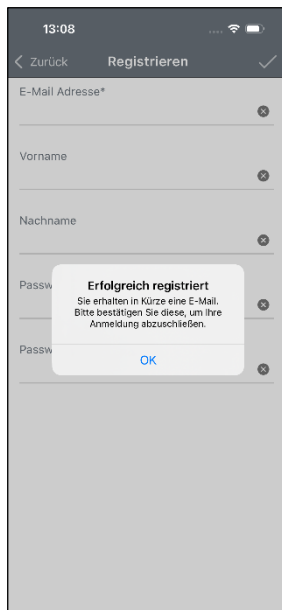 13:08
Zurück
Registrieren
E-Mail Adresse*
Vorname
Nachname
Passw
Erfolgreich registriert
Sie erhalten in Kürze eine E-Mail.
Bitte bestätigen Sie diese, um Ihre
Anmeldung abzuschließen.
Passw
OK